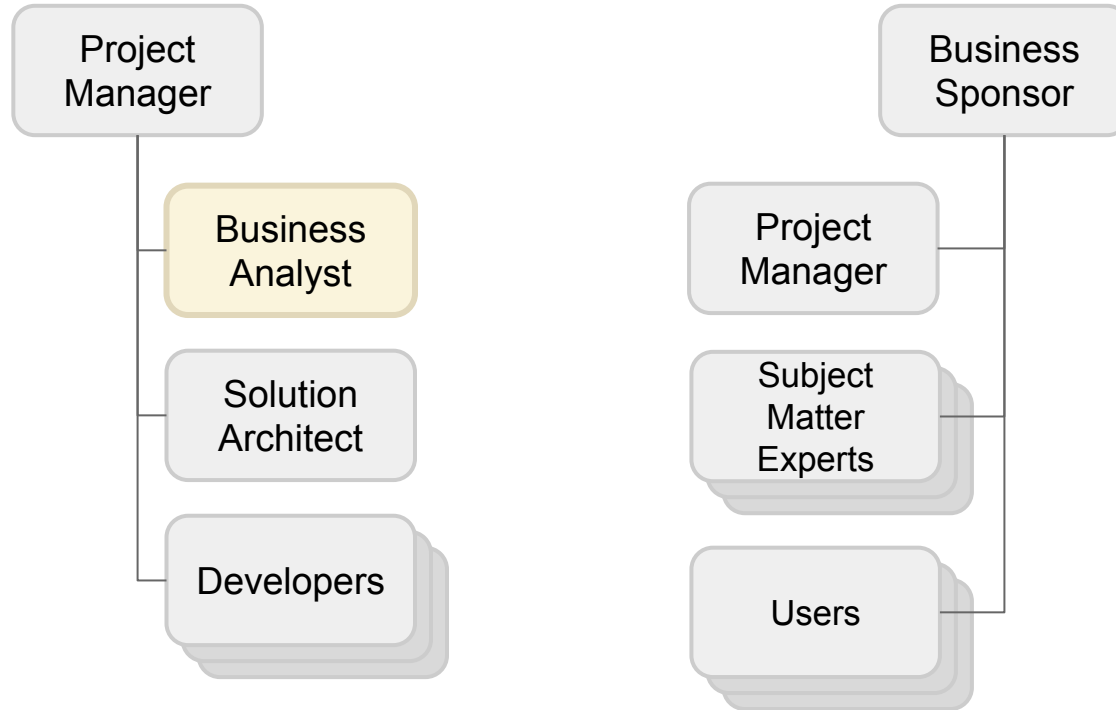 Project
Manager
Business
Analyst
Solution
Architect
Developers
Business
Sponsor
Project
Manager
Subject
Matter
Experts
Users